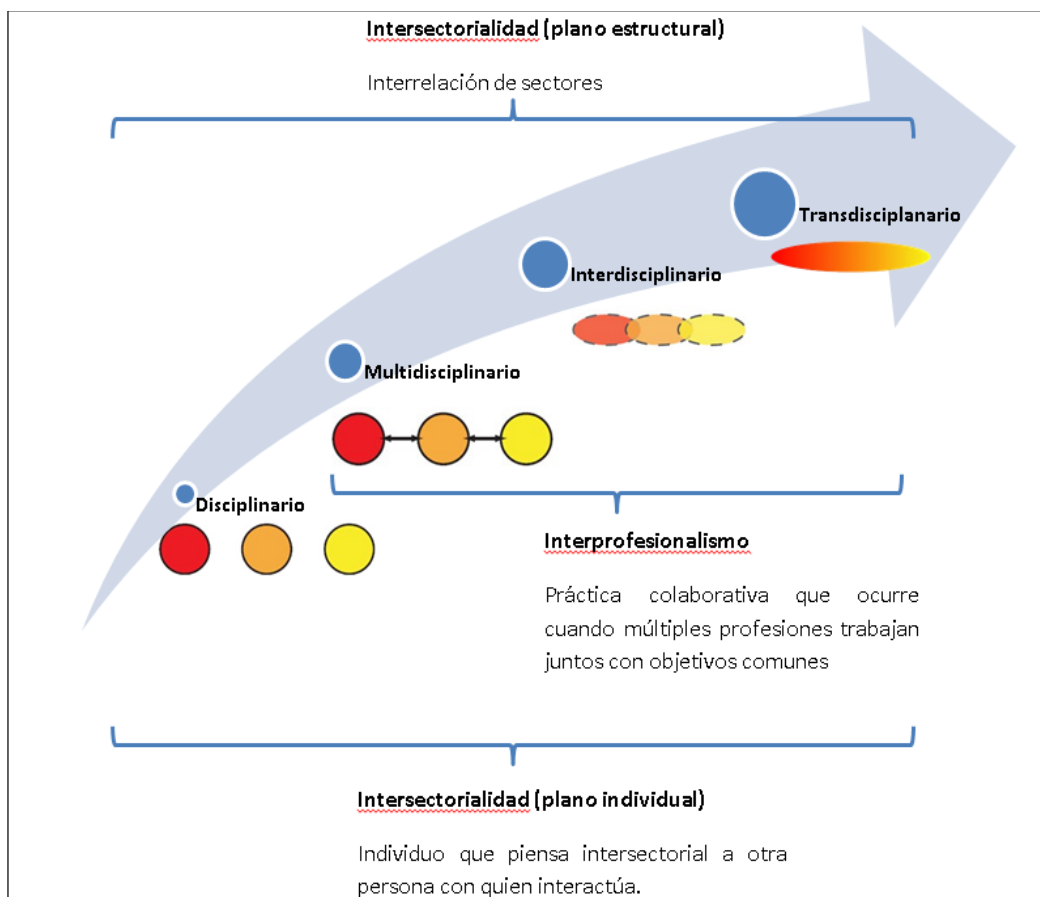 Intersectorialidad (plano estructural)
Interrelación de sectores
Transdisciplanario
Interdisciplinario
Multidisciplinario
Disciplinario
Interprofesionalismo
Práctica colaborativa que ocurre
cuando múltiples profesiones trabajan
juntos con objetivos comunes
Intersectorialidad (plano individual)
Individuo que piensa intersectorial a otra
persona con quien interactúa.